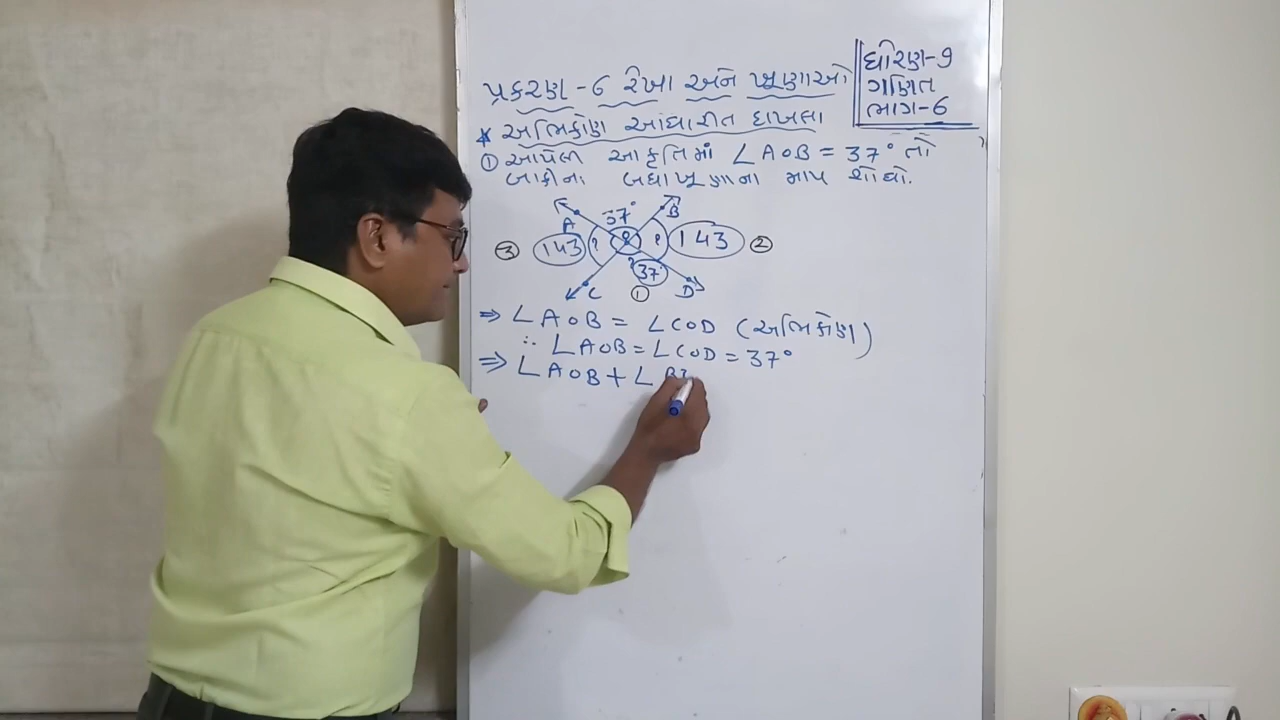 ધોરણ-૭
ગણિત
ભાગ-6
પ્રકરણ -6 રેખા અને ખૂણાઓ
* અભિકોણ આધારીત દાખલા
① આપેલી આકૃતિમાં ∠AOB = 37° તો
બાકીના બધા ખૂણાના માપ શોધો.
A 37° B
③ 143 ? ? 143 ②
? 37°
C ① D
⇒ ∠AOB = ∠COD (અભિકોણ)
∴ ∠AOB = ∠COD = 37°
⇒ ∠AOB + ∠B